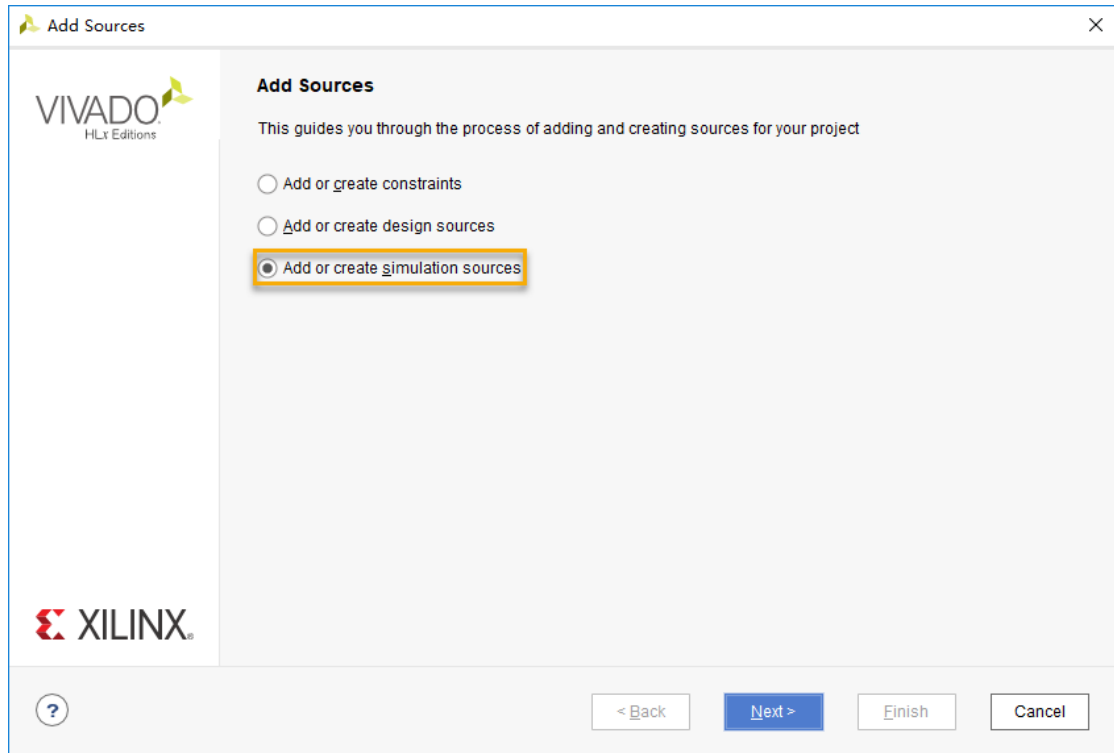 Add Sources
VIVADO
HLx Editions
Add Sources
This guides you through the process of adding and creating sources for your project
Add or create constraints
Add or create design sources
Add or create simulation sources
XILINX®
?
< Back
Next >
Finish
Cancel